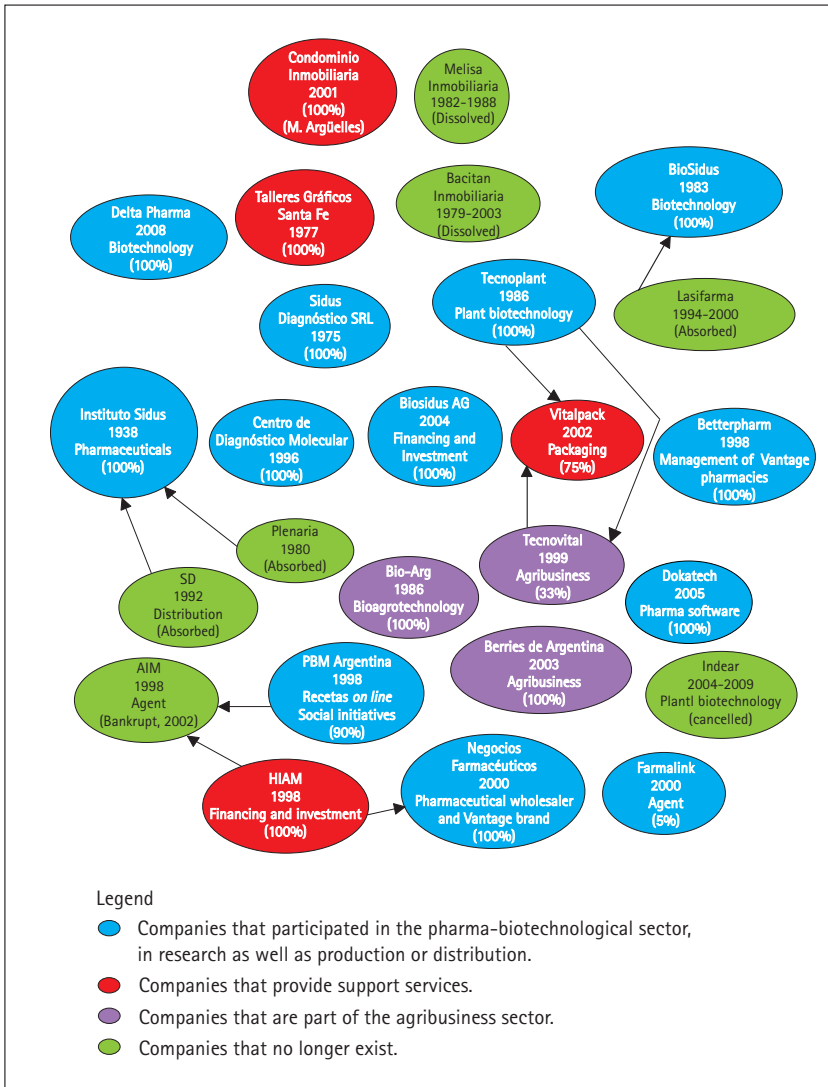 Condominio
Inmobiliaria
2001
(100%)
(M. Argüelles)
Melisa
Inmobiliaria
1982-1988
(Dissolved)
BioSidus
1983
Biotechnology
(100%)
Bacitan
Inmobiliaria
1979-2003
(Dissolved)
Talleres Gráficos
Santa Fe
1977
(100%)
Delta Pharma
2008
Biotechnology
(100%)
Sidus
Diagnóstico SRL
1975
(100%)
Tecnoplant
1986
Plant biotechnology
(100%)
Lasifarma
1994-2000
(Absorbed)
Instituto Sidus
1938
Pharmaceuticals
(100%)
Centro de
Diagnóstico Molecular
1996
(100%)
Biosidus AG
2004
Financing and
Investment
(100%)
Vitalpack
2002
Packaging
(75%)
Betterpharm
1998
Management of Vantage
pharmacies
(100%)
Plenaria
1980
(Absorbed)
SD
1992
Distribution
(Absorbed)
Bio-Arg
1986
Bioagrotechnology
(100%)
Tecnovital
1999
Agribusiness
(33%)
Dokatech
2005
Pharma software
(100%)
AIM
1998
Agent
(Bankrupt, 2002)
PBM Argentina
1998
Recetas on line
Social initiatives
(90%)
Berries de Argentina
2003
Agribusiness
(100%)
Indear
2004-2009
Plantl biotechnology
(cancelled)
HIAM
1998
Financing and investment
(100%)
Negocios
Farmacéuticos
2000
Pharmaceutical wholesaler
and Vantage brand
(100%)
Farmalink
2000
Agent
(5%)
Legend
Companies that participated in the pharma-biotechnological sector,
in research as well as production or distribution.
Companies that provide support services.
Companies that are part of the agribusiness sector.
Companies that no longer exist.